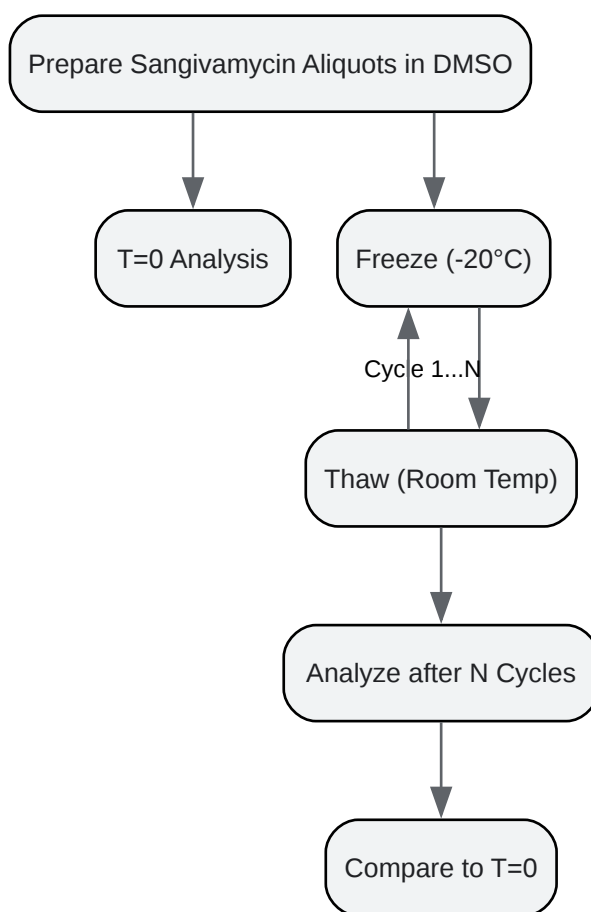 Prepare Sangivamycin Aliquots in DMSO
T=0 Analysis
Freeze (-20°C)
Cycle 1...N
Thaw (Room Temp)
Analyze after N Cycles
Compare to T=0